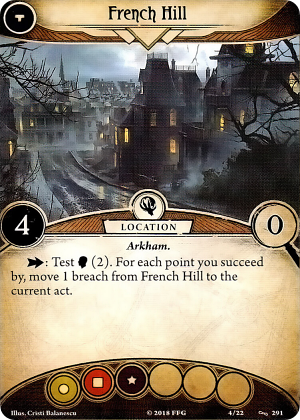 French Hill
4
LOCATION
0
Arkham.
: Test (2). For each point you succeed
by, move 1 breach from French Hill to the
current act.
Illus. Cristi Balanescu
© 2018 FFG
4/22
291